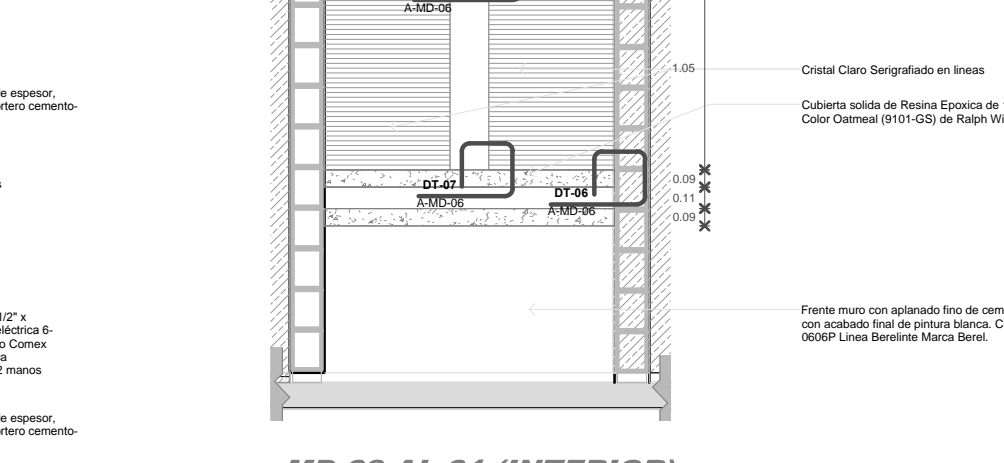 A-MD-06
e espesor,
rtero cemento-
s
1/2" x
eléctrica 6-
o Comex
ra
2 manos
e espesor,
rtero cemento-
1.05
Cristal Claro Serigrafiado en lineas
Cubierta solida de Resina Epoxica de
Color Oatmeal (9101-GS) de Ralph Wi
DT-07
A-MD-06
DT-06
A-MD-06
0.09
0.11
0.09
Frente muro con aplanado fino de cem
con acabado final de pintura blanca. C
0606P Linea Berelinte Marca Berel.
(INTERIOR)